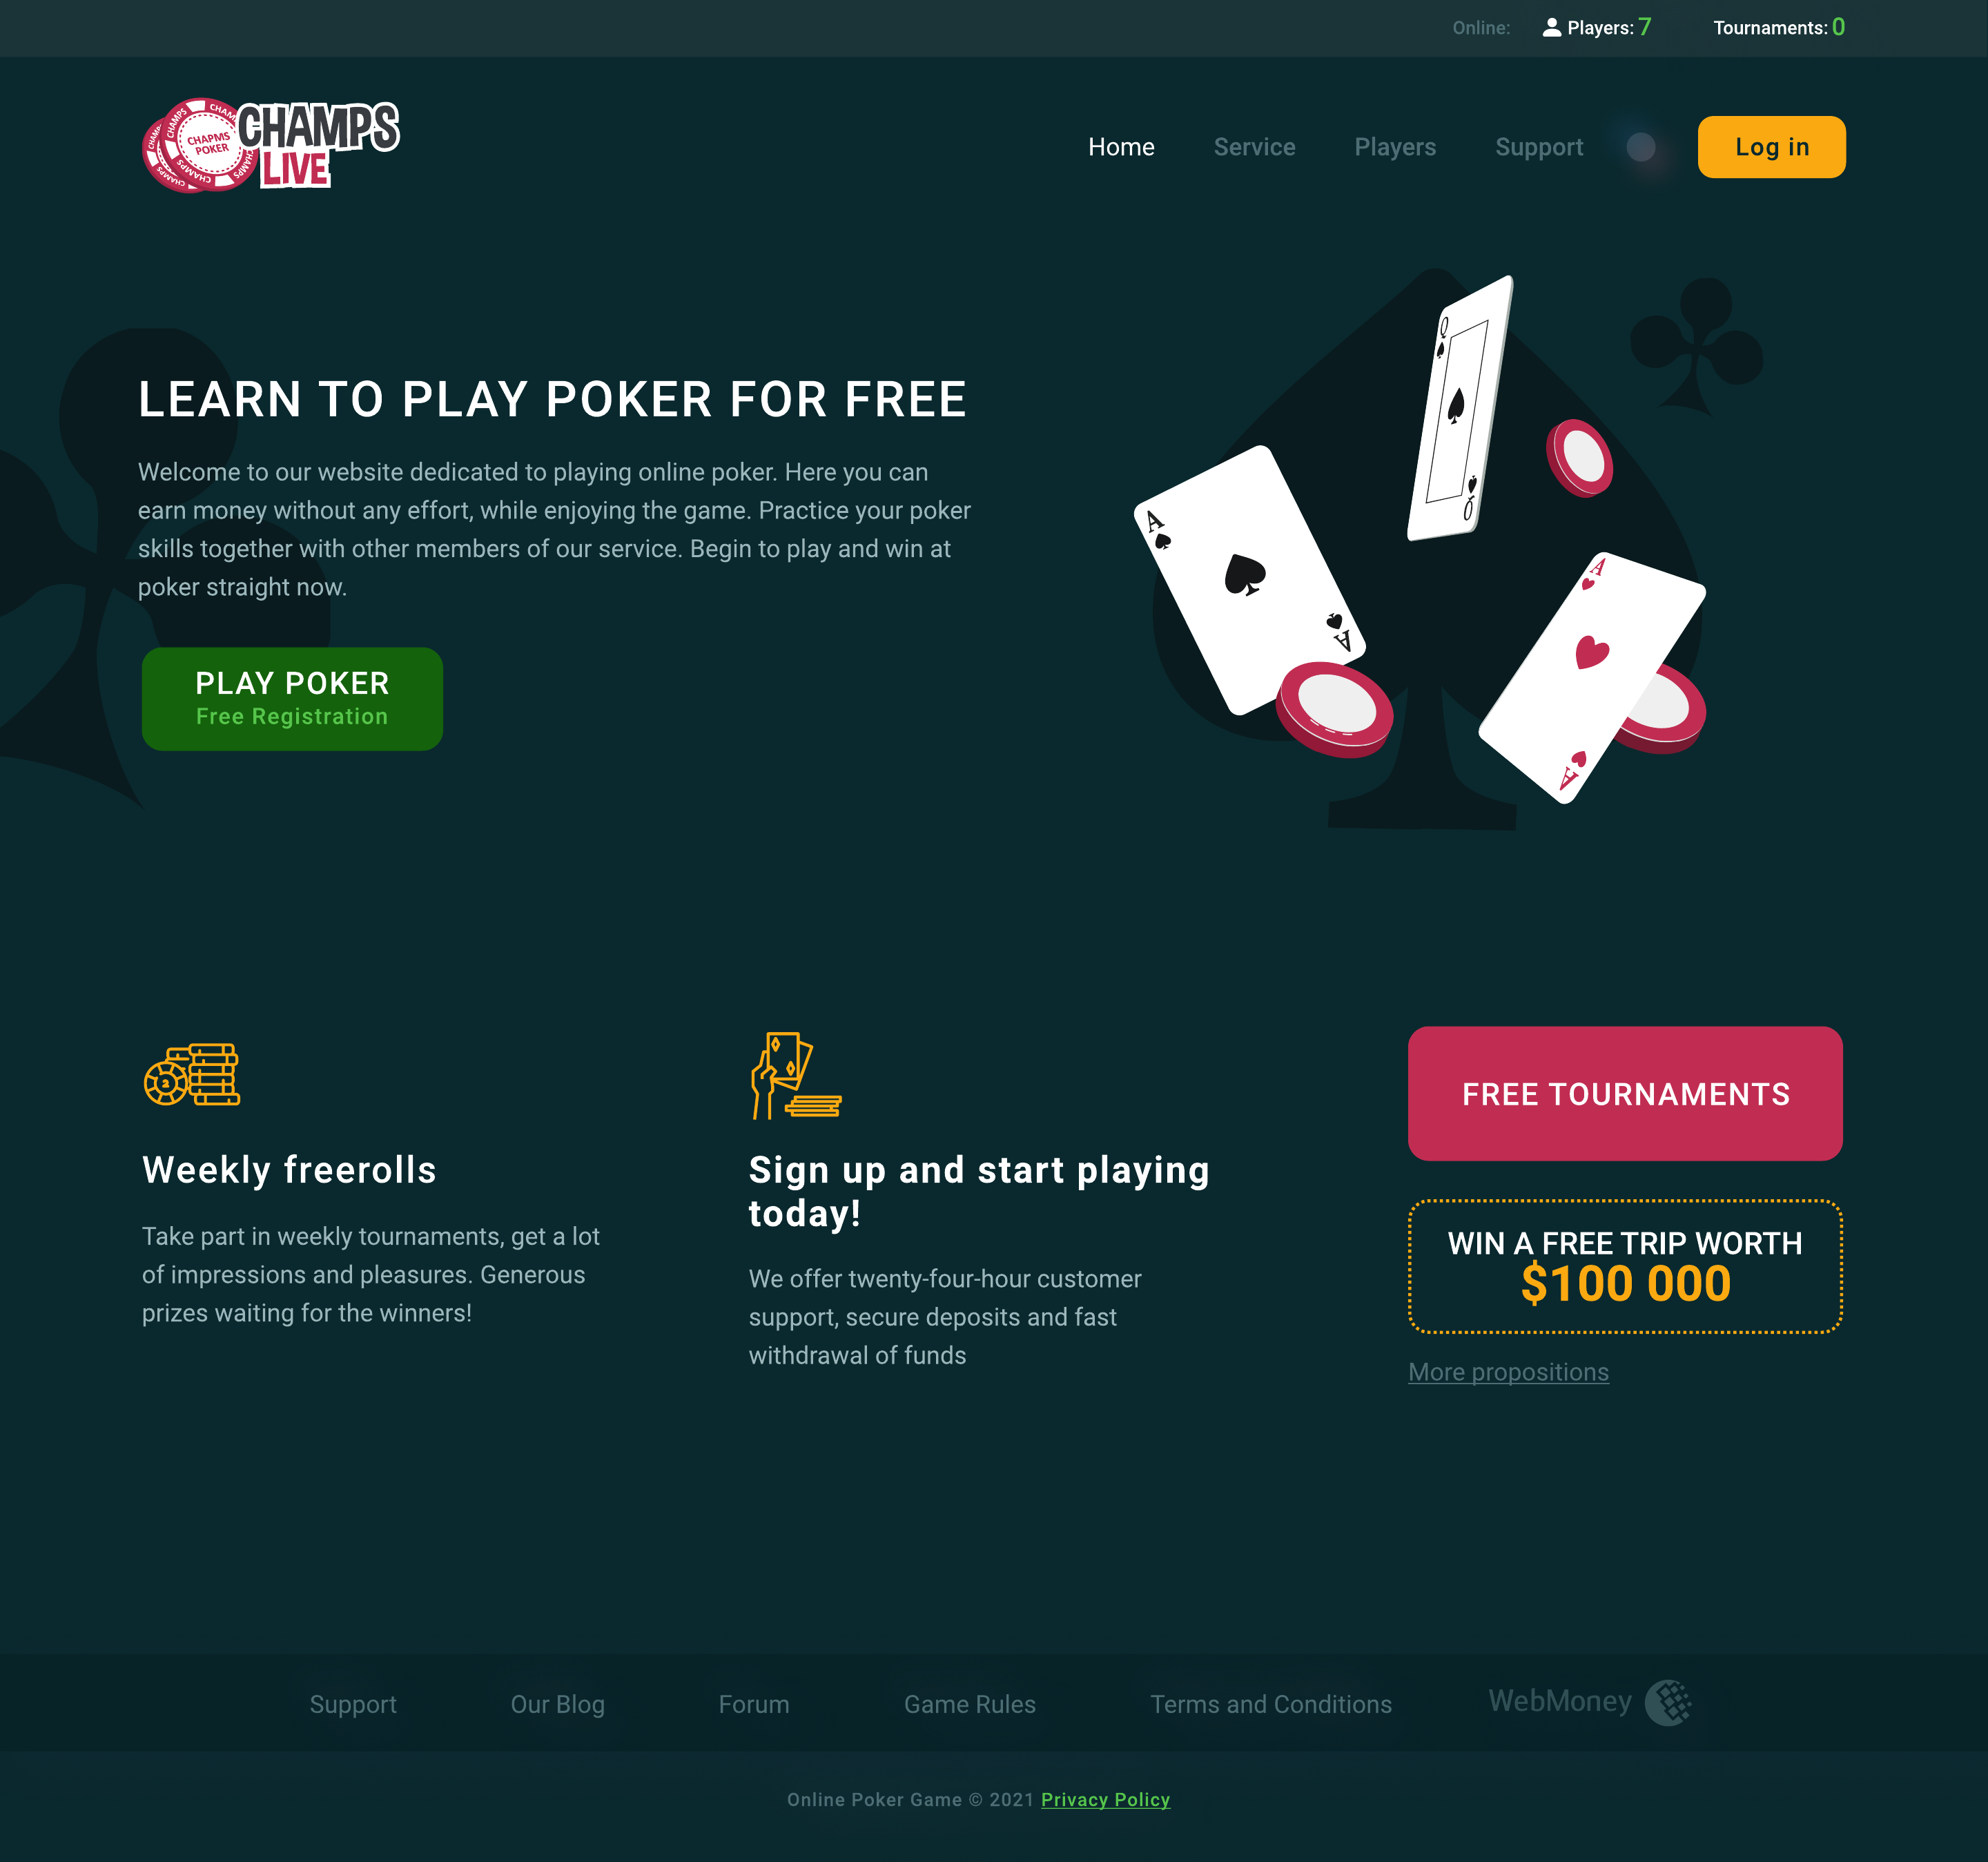 Online: Players: 7 Tournaments: 0
CHAMPS
LIVE
CHAPMS
POKER
CHAMPS
CHAMPS
CHAMPS
CHAMPS
Home Service Players Support Log in
LEARN TO PLAY POKER FOR FREE
Welcome to our website dedicated to playing online poker. Here you can
earn money without any effort, while enjoying the game. Practice your poker
skills together with other members of our service. Begin to play and win at
poker straight now.
PLAY POKER
Free Registration
Q
Q
A
A
A
A
2
Weekly freerolls
Take part in weekly tournaments, get a lot
of impressions and pleasures. Generous
prizes waiting for the winners!
Sign up and start playing
today!
We offer twenty-four-hour customer
support, secure deposits and fast
withdrawal of funds
FREE TOURNAMENTS
WIN A FREE TRIP WORTH
$100 000
More propositions
Support Our Blog Forum Game Rules Terms and Conditions WebMoney
Online Poker Game © 2021 Privacy Policy